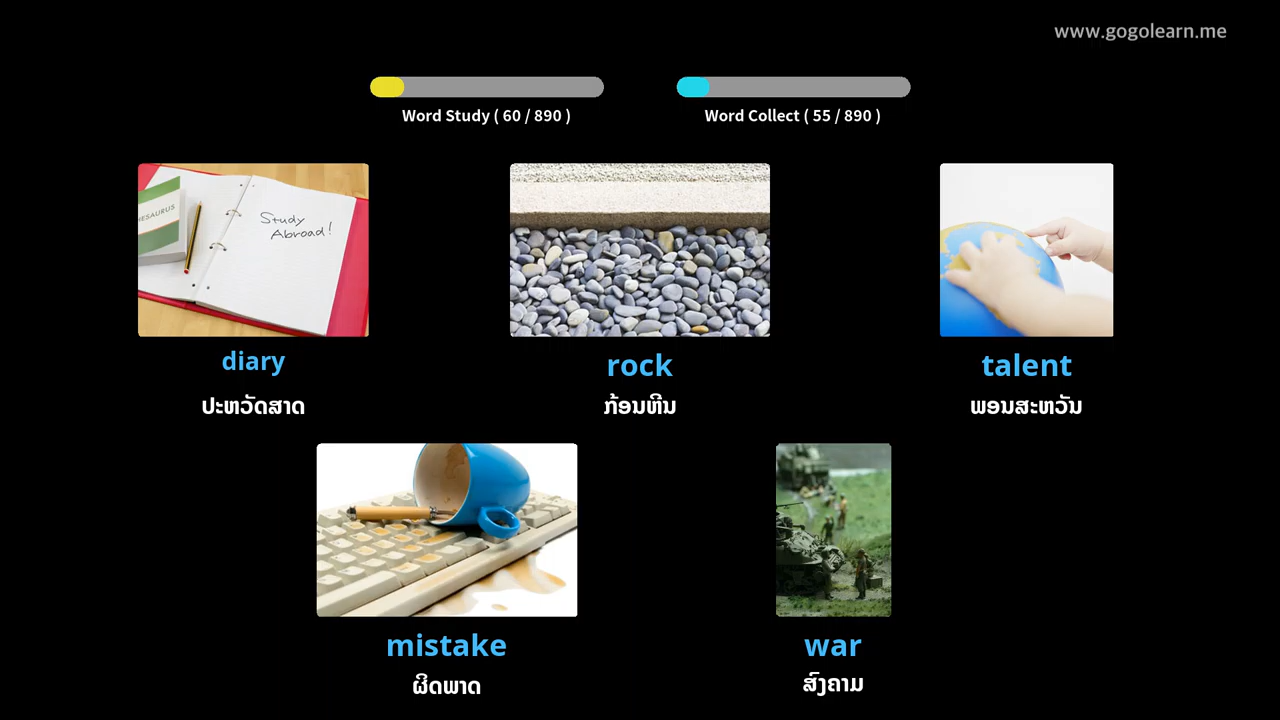 www.gogolearn.me
Word Study ( 60 / 890 )
Word Collect ( 55 / 890 )
HESAURUS
Study
Abroad!
diary
ປະຫວັດສາດ
rock
ກ້ອນຫີນ
talent
ພອນສະຫວັນ
mistake
ຜິດພາດ
war
ສົງຄາມ